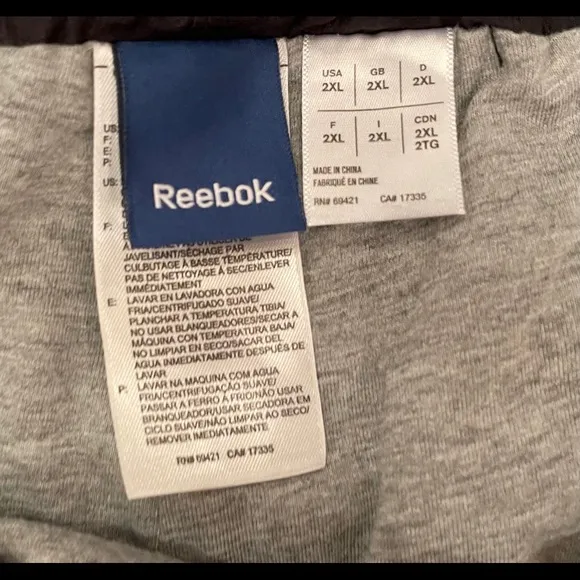 Reebok
USA GB D
2XL 2XL 2XL
F I CDN
2XL 2XL 2XL
2TG
MADE IN CHINA
FABRIQUÉ EN CHINE
RN# 69421 CA# 17335
US:
F:
E:
P:
US:
F:
JAVELISANT/SÉCHAGE PAR
CULBUTAGE À BASSE TEMPÉRATURE/
PAS DE NETTOYAGE À SEC/ENLEVER
IMMÉDIATEMENT
E: LAVAR EN LAVADORA CON AGUA
FRIA/CENTRIFUGADO SUAVE/
PLANCHAR A TEMPERATURA TIBIA/
NO USAR BLANQUEADORES/SECAR A
MÁQUINA CON TEMPERATURA BAJA/
NO LIMPIAR EN SECO/SACAR DEL
AGUA INMEDIATAMENTE DESPUÉS DE
LAVAR
P: LAVAR NA MAQUINA COM AGUA
FRIA/CENTRIFUGAÇÃO SUAVE/
PASSAR A FERRO Á FRIO/NÃO USAR
BRANQUEADOR/USAR SECADORA EM
CICLO SUAVE/NÃO LIMPAR AO SECO/
REMOVER IMEDIATAMENTE.
RN# 69421 CA# 17335